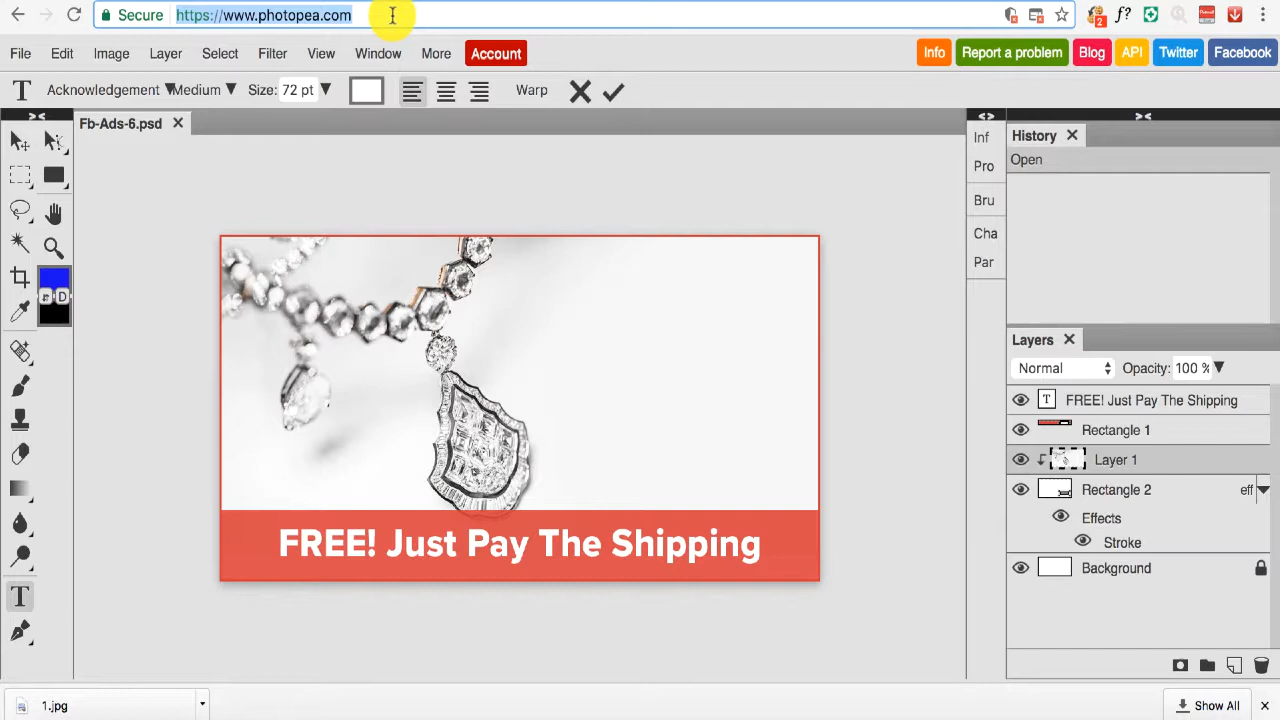 Secure https://www.photopea.com
2
f?
File Edit Image Layer Select Filter View Window More Account Info Report a problem Blog API Twitter Facebook
T Acknowledgement Medium Size: 72 pt Warp
Fb-Ads-6.psd
Inf
Pro
Bru
Cha
Par
History
Open
D
T
FREE! Just Pay The Shipping
Layers
Normal Opacity: 100 %
T FREE! Just Pay The Shipping
Rectangle 1
Layer 1
Rectangle 2 eff
Effects
Stroke
Background
1.jpg
Show All